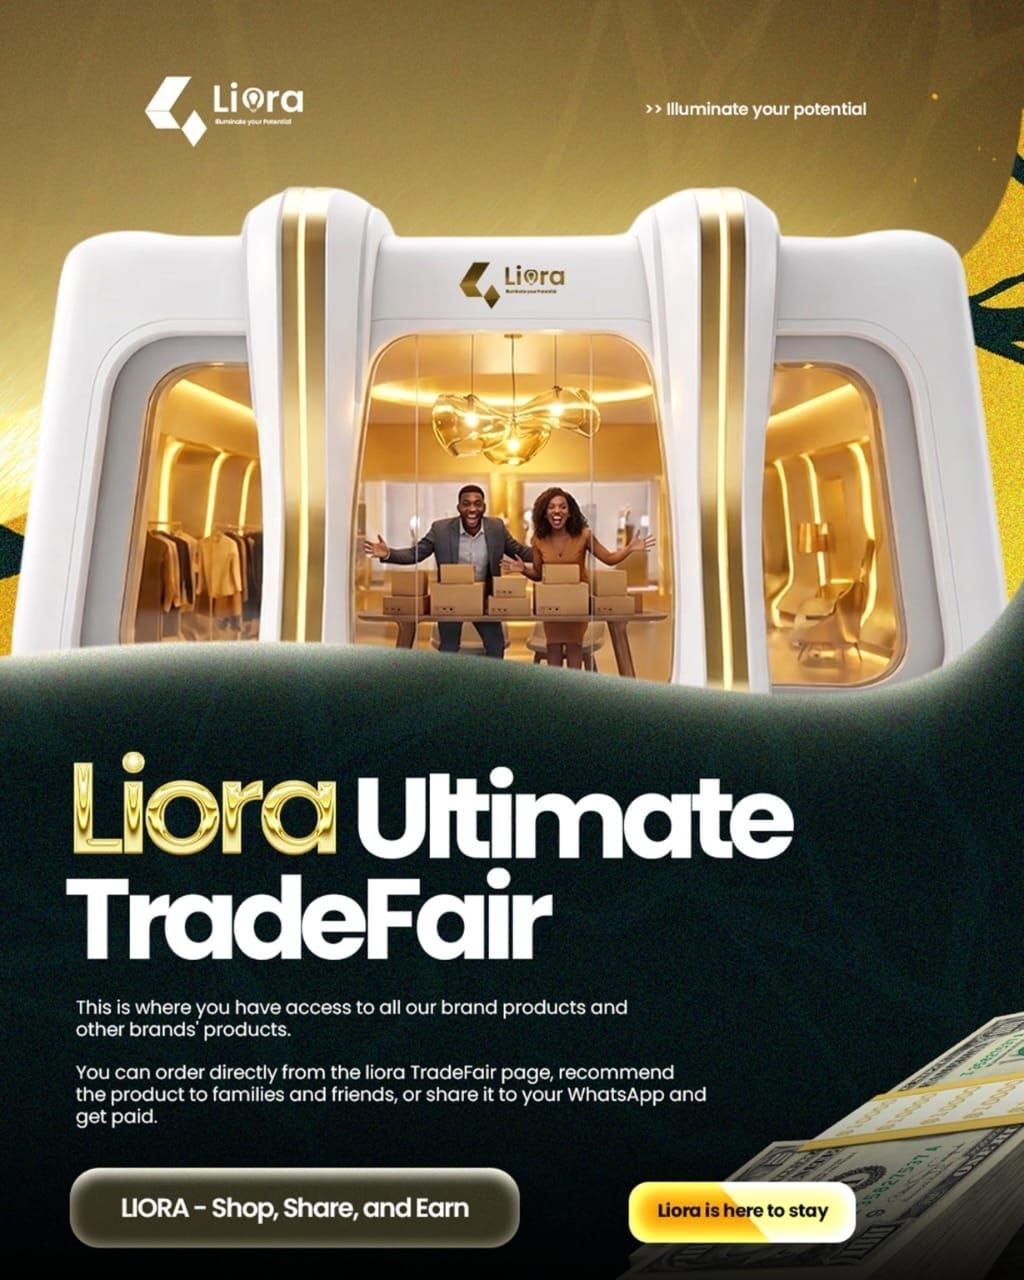 Liora
Illuminate your Potential
>> Illuminate your potential
Liora
Illuminate your Potential
Liora Ultimate
TradeFair
This is where you have access to all our brand products and
other brands' products.
You can order directly from the liora TradeFair page, recommend
the product to families and friends, or share it to your WhatsApp and
get paid.
LIORA - Shop, Share, and Earn
Liora is here to stay